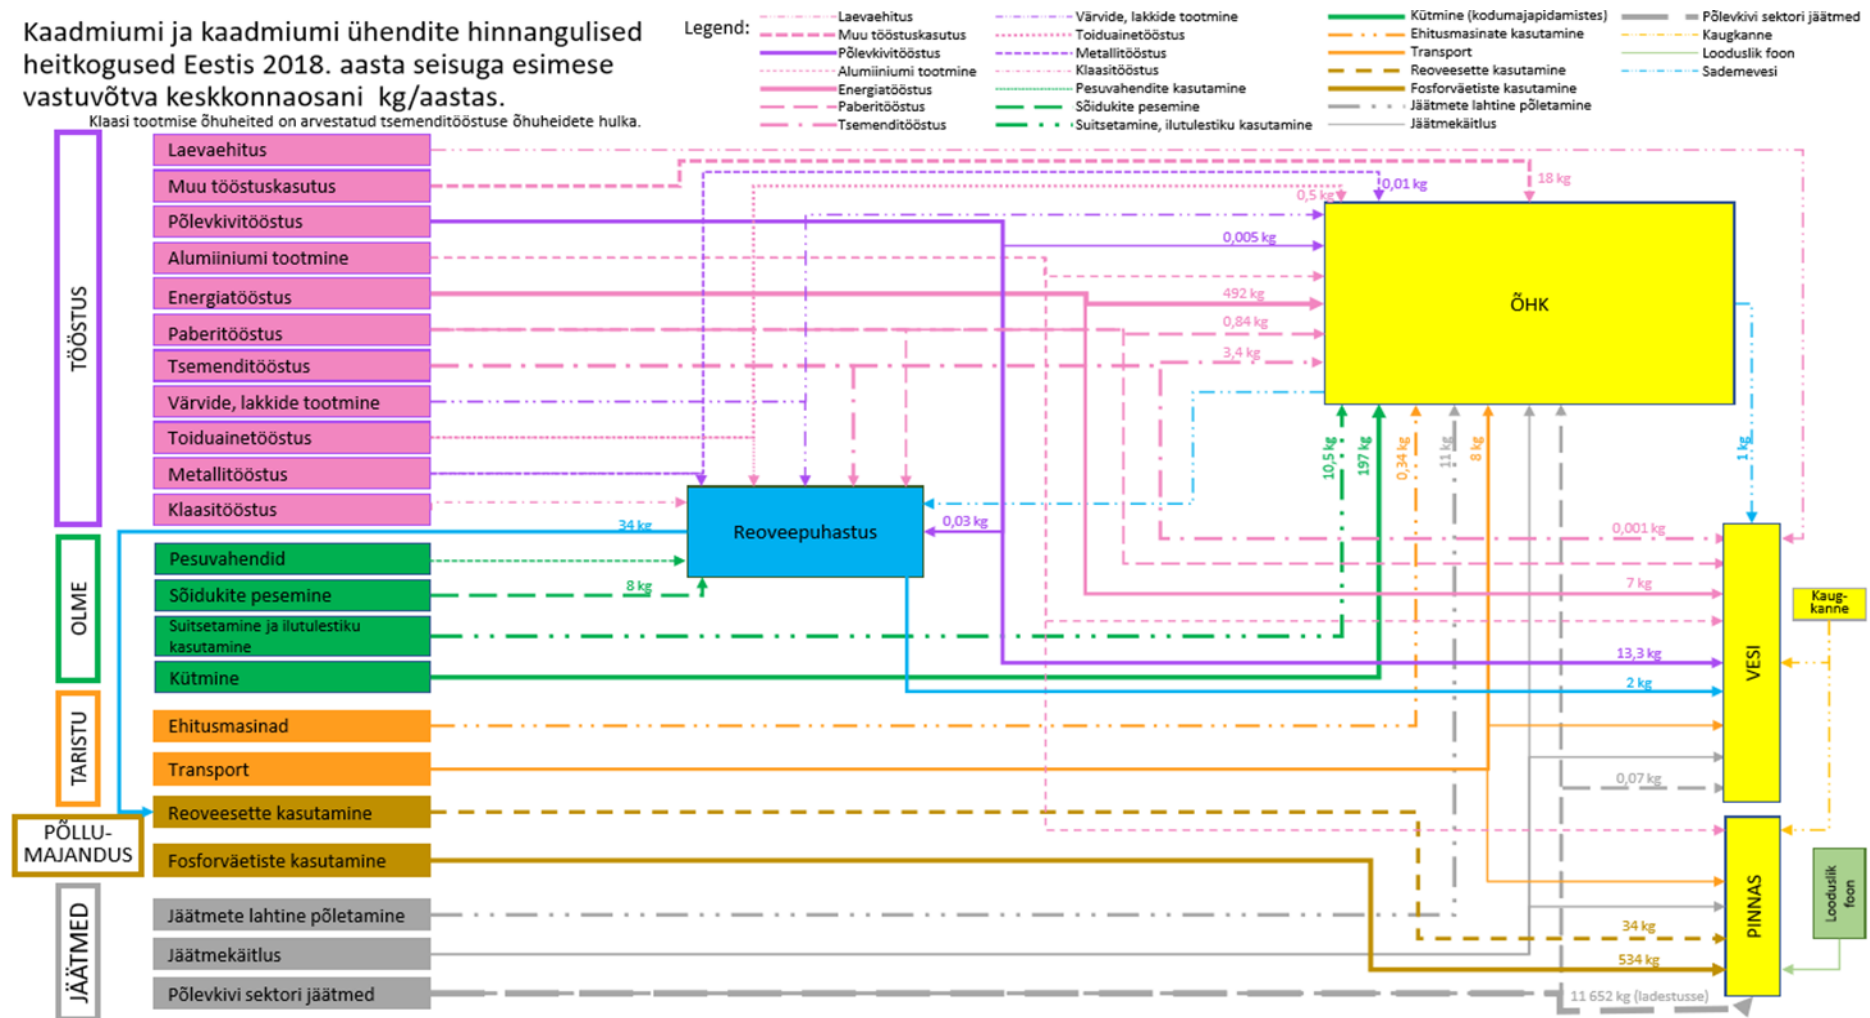 Kaadmiumi ja kaadmiumi ühendite hinnangulised
heitkogused Eestis 2018. aasta seisuga esimese
vastuvõtva keskkonnaosani kg/aastas.
Klaasi tootmise õhuheited on arvestatud tsemenditööstuse õhuheidete hulka.
Legend:
Laevaehitus
Muu tööstuskasutus
Põlevkivitööstus
Alumiiniumi tootmine
Energiatööstus
Paberitööstus
Tsemenditööstus
Värvide, lakkide tootmine
Toiduainetööstus
Metallitööstus
Klaasitööstus
Pesuvahendite kasutamine
Sõidukite pesemine
Suitsetamine, ilutulestiku kasutamine
Kütmine (kodumajapidamistes)
Ehitusmasinate kasutamine
Transport
Reoveesette kasutamine
Fosforväetiste kasutamine
Jäätmete lahtine põletamine
Jäätmekäitlus
Põlevkivi sektori jäätmed
Kaugkanne
Looduslik foon
Sademevesi
TÖÖSTUS
Laevaehitus
Muu tööstuskasutus
Põlevkivitööstus
Alumiiniumi tootmine
Energiatööstus
Paberitööstus
Tsemenditööstus
Värvide, lakkide tootmine
Toiduainetööstus
Metallitööstus
Klaasitööstus
OLME
Pesuvahendid
Sõidukite pesemine
Suitsetamine ja ilutulestiku
kasutamine
Kütmine
TARISTU
Ehitusmasinad
Transport
PÕLLU-
MAJANDUS
Reoveesette kasutamine
Fosforväetiste kasutamine
JÄÄTMED
Jäätmete lahtine põletamine
Jäätmekäitlus
Põlevkivi sektori jäätmed
Reoveepuhastus
34 kg
8 kg
0,03 kg
0,5 kg
0,01 kg
18 kg
0,005 kg
492 kg
0,84 kg
3,4 kg
ÕHK
10,5 kg
197 kg
0,34 kg
11 kg
8 kg
1 kg
0,001 kg
7 kg
13,3 kg
2 kg
0,07 kg
VESI
Kaug-
kanne
34 kg
534 kg
11 652 kg (ladestusse)
PINNAS
Looduslik
foon